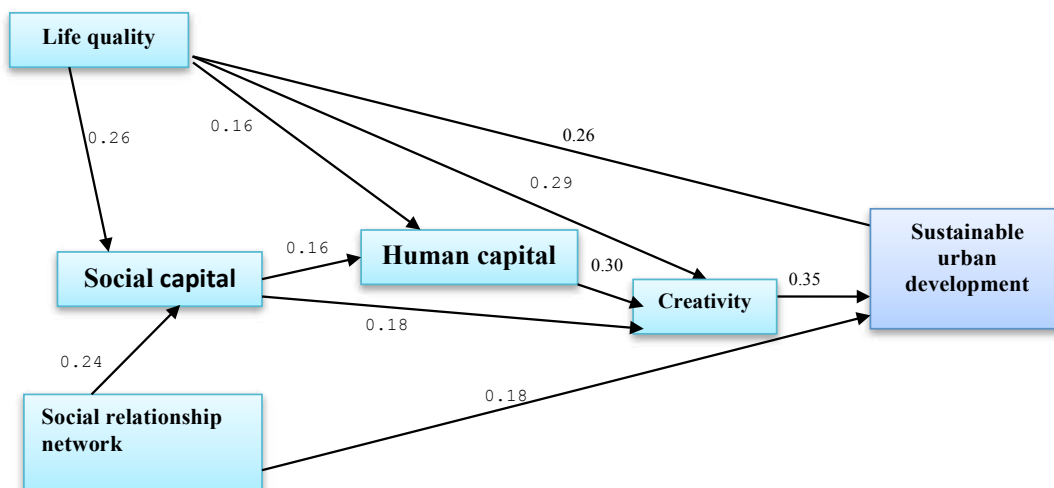 Life quality
0.26
0.16
0.26
0.29
Sustainable
urban
development
Human capital
0.16
Social capital
0.30
0.35
Creativity
0.18
0.24
0.18
Social relationship
network